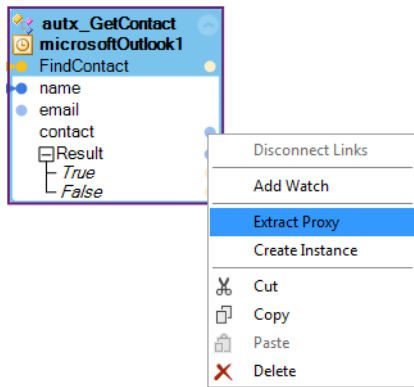 autx_GetContact
microsoftOutlook1
FindContact
name
email
contact
Result
True
False
Disconnect Links
Add Watch
Extract Proxy
Create Instance
Cut
Copy
Paste
Delete